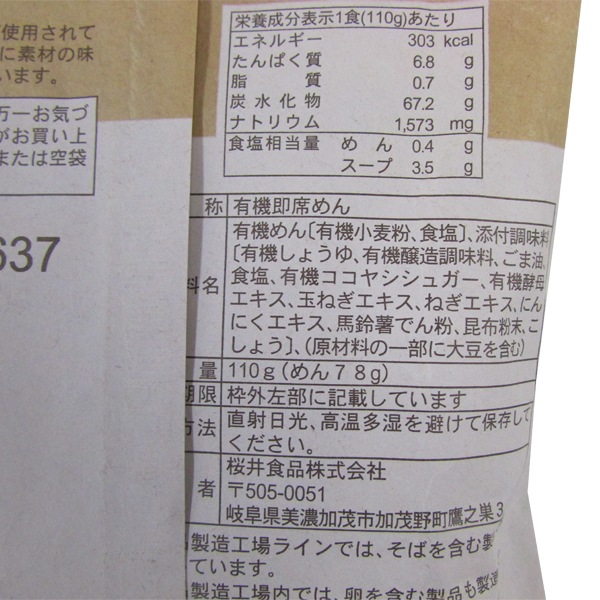 使用されて
に素材の味
います。
万一お気づ
がお買い上
または空袋
637
栄養成分表示1食(110g)あたり
エネルギー 303 kcal
たんぱく質 6.8 g
脂質 0.7 g
炭水化物 67.2 g
ナトリウム 1,573 mg
食塩相当量 めん 0.4 g
スープ 3.5 g
称 有機即席めん
料名 有機めん〔有機小麦粉、食塩〕、添付調味料
〔有機しょうゆ、有機醸造調味料、ごま油、
食塩、有機ココヤシシュガー、有機酵母
エキス、玉ねぎエキス、ねぎエキス、にん
にくエキス、馬鈴薯でん粉、昆布粉末、こ
しょう〕、(原材料の一部に大豆を含む)
量 110g(めん78g)
期限 枠外左部に記載しています
方法 直射日光、高温多湿を避けて保存して
ください。
者 桜井食品株式会社
〒505-0051
岐阜県美濃加茂市加茂野町鷹之巣3
製造工場ラインでは、そばを含む製
ています。
製造工場内では、卵を含む製品も製造